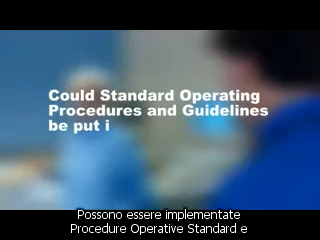 Could Standard Operating
Procedures and Guidelines
be put i
Possono essere implementate
Procedure Operative Standard e